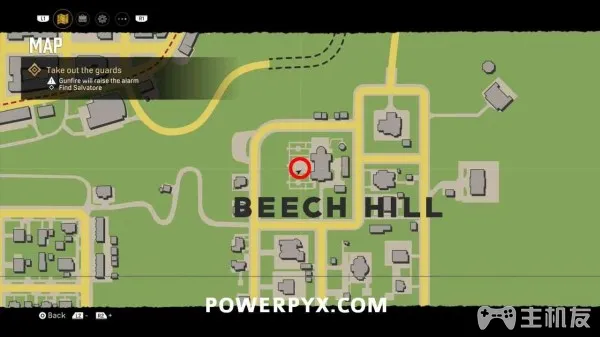 L1
R1
MAP
Take out the guards
Gunfire will raise the alarm
Find Salvatore
BEECH HILL
POWERPYX.COM
Back L2 - R2 +
主机友